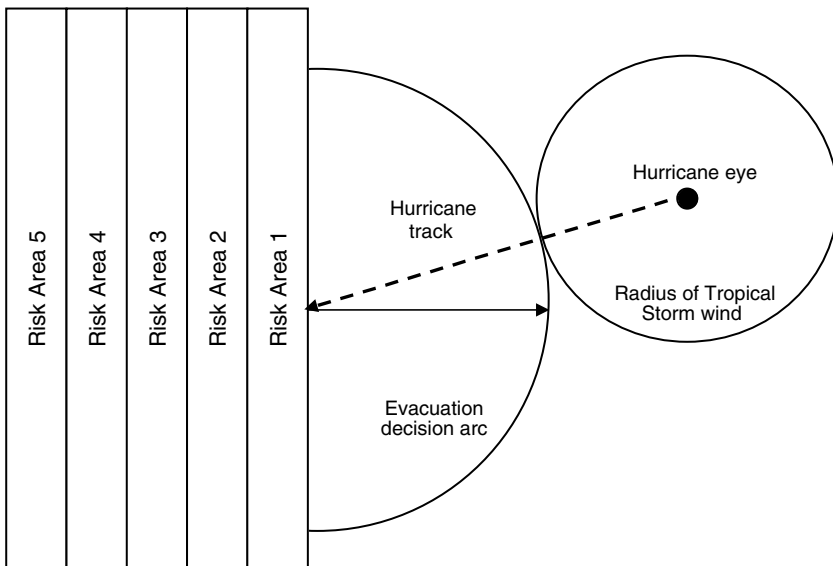 Risk Area 5
Risk Area 4
Risk Area 3
Risk Area 2
Risk Area 1
Hurricane
track
Evacuation
decision arc
Hurricane eye
Radius of Tropical
Storm wind